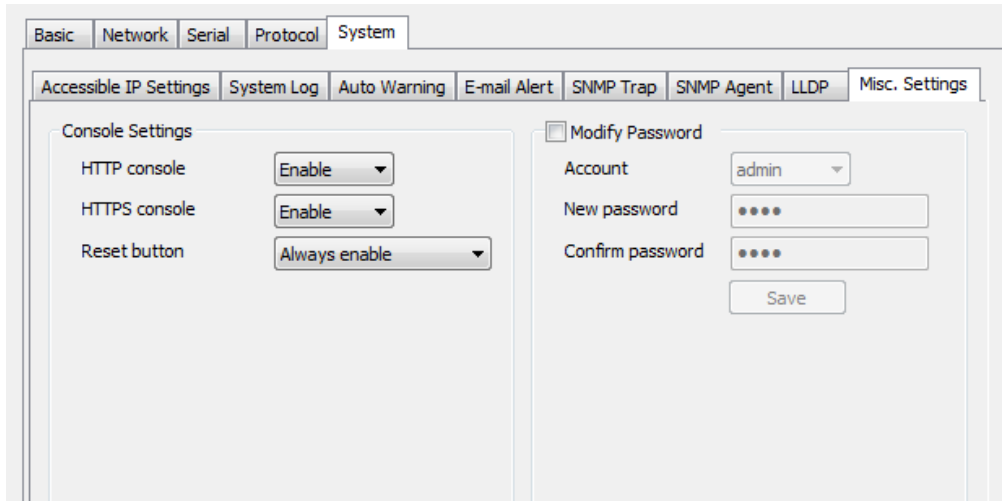 Basic Network Serial Protocol System
Accessible IP Settings System Log Auto Warning E-mail Alert SNMP Trap SNMP Agent LLDP Misc. Settings
Console Settings
HTTP console Enable
HTTPS console Enable
Reset button Always enable
Modify Password
Account admin
New password ••••
Confirm password ••••
Save